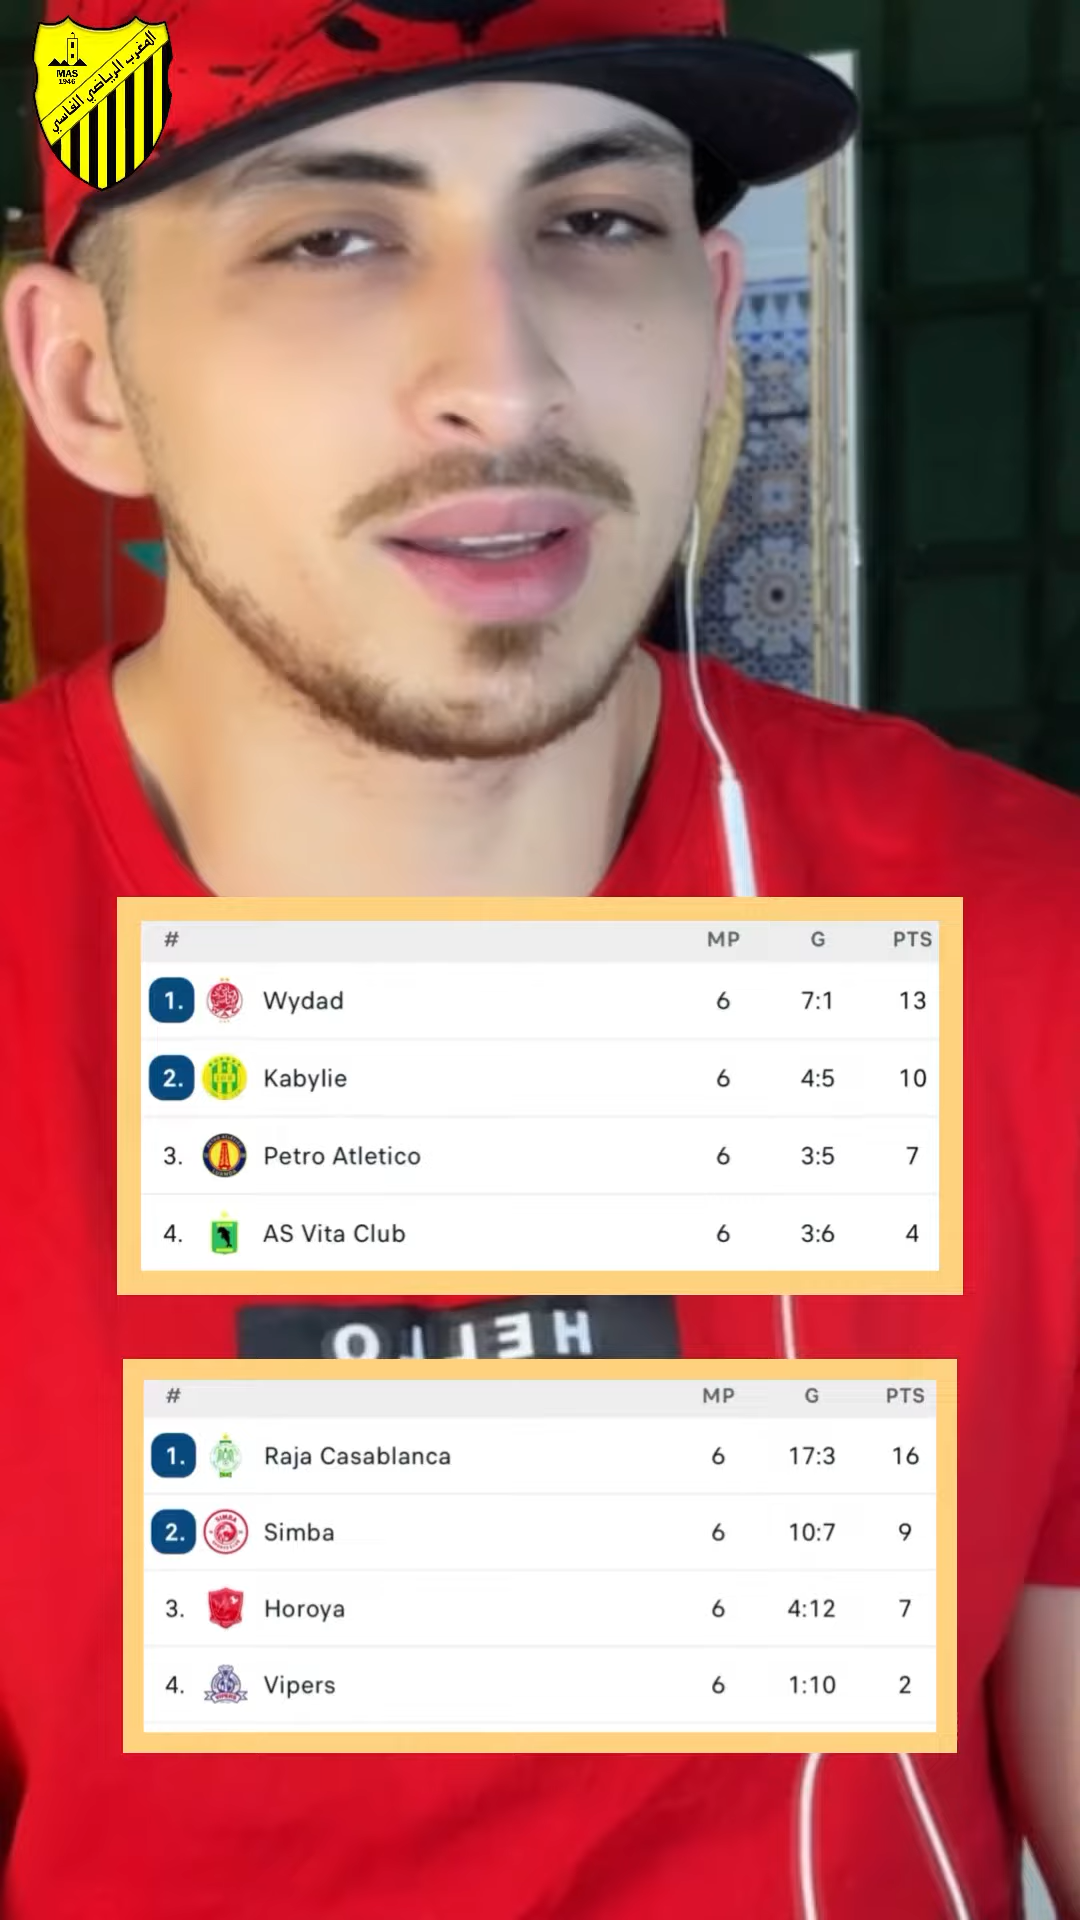 MAS
1946
المغرب الرياضي الفاسي
# MP G PTS
1. Wydad 6 7:1 13
2. Kabylie 6 4:5 10
3. Petro Atletico 6 3:5 7
4. AS Vita Club 6 3:6 4
HELLO
# MP G PTS
1. Raja Casablanca 6 17:3 16
2. Simba 6 10:7 9
SIMBA
3. Horoya 6 4:12 7
4. Vipers 6 1:10 2
VIPERS